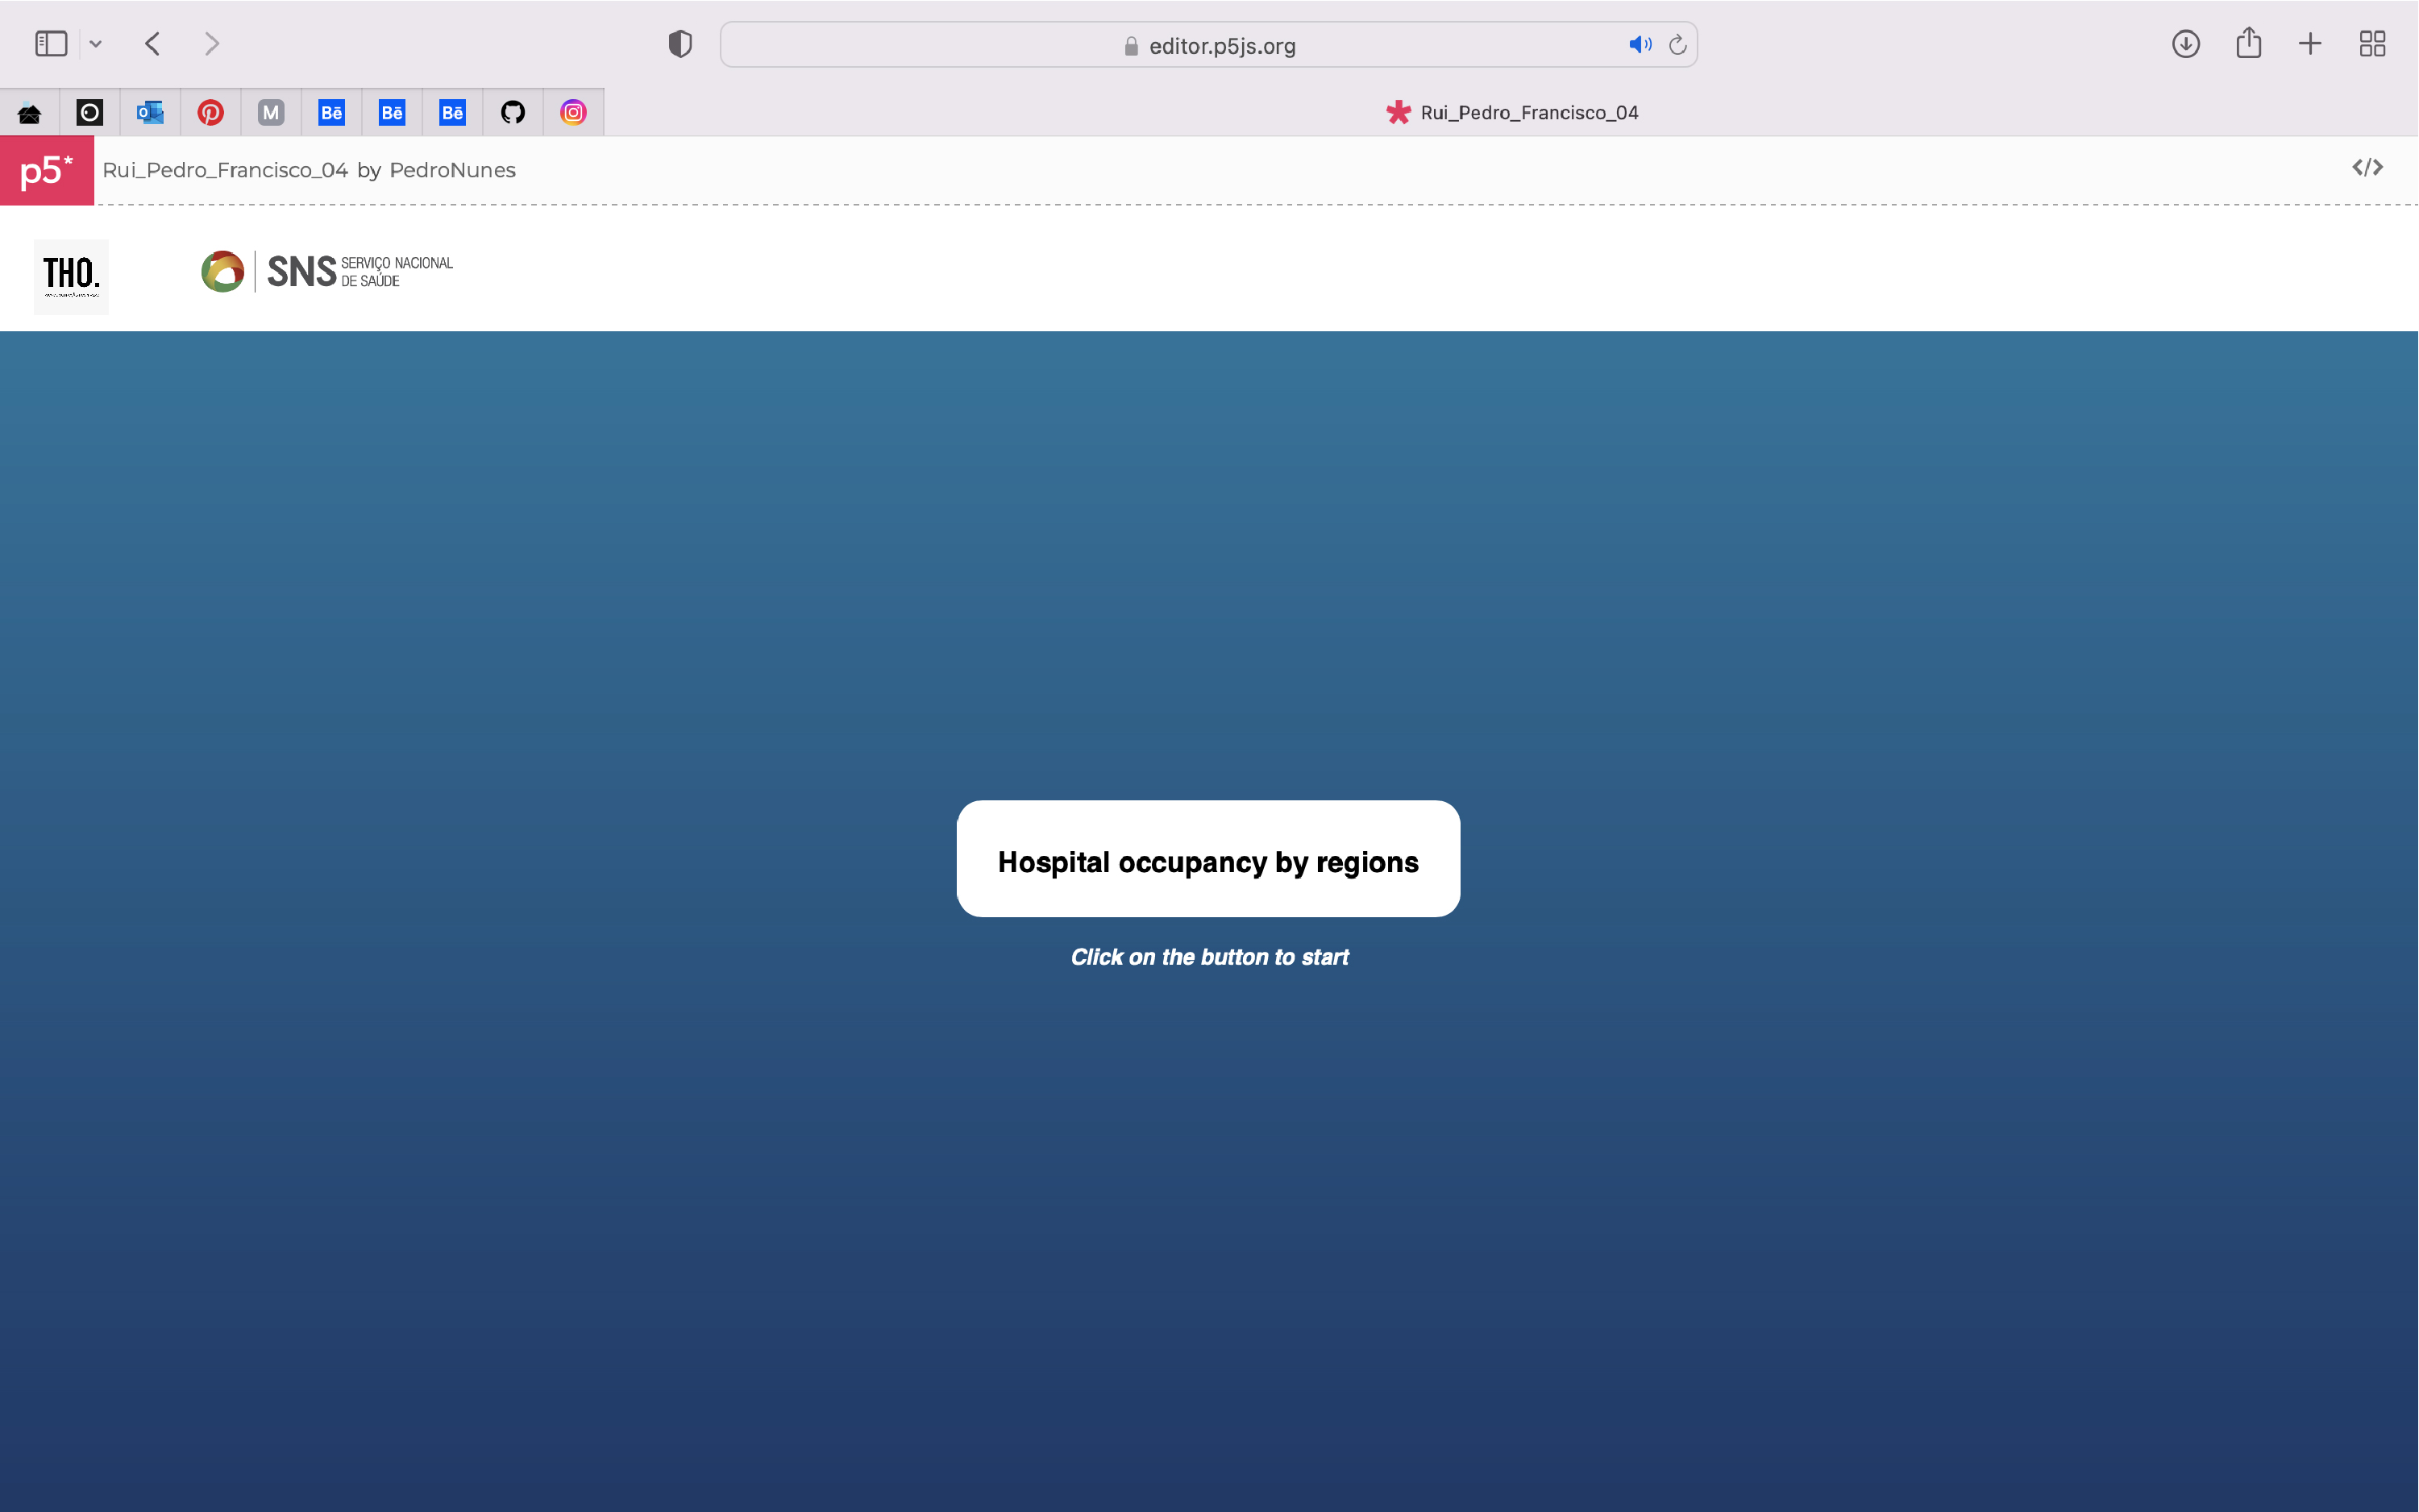 editor.p5js.org
O
M
Bē
Bē
Bē
Rui_Pedro_Francisco_04
p5*
Rui_Pedro_Francisco_04 by PedroNunes
</>
THO.
SNS SERVIÇO NACIONAL
DE SAÚDE
Hospital occupancy by regions
Click on the button to start